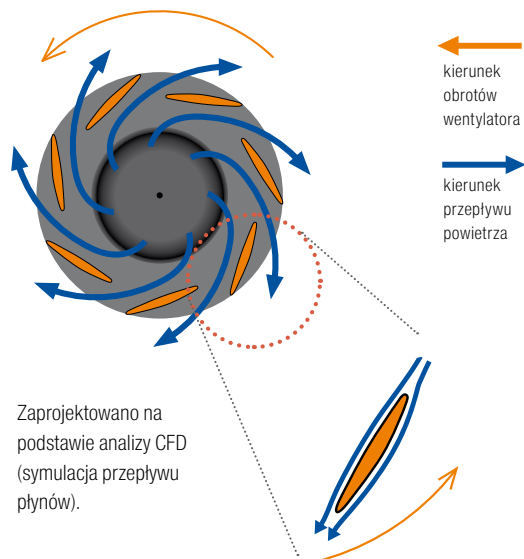 kierunek
obrotów
wentylatora
kierunek
przepływu
powietrza
Zaprojektowano na
podstawie analizy CFD
(symulacja przepływu
płynów).